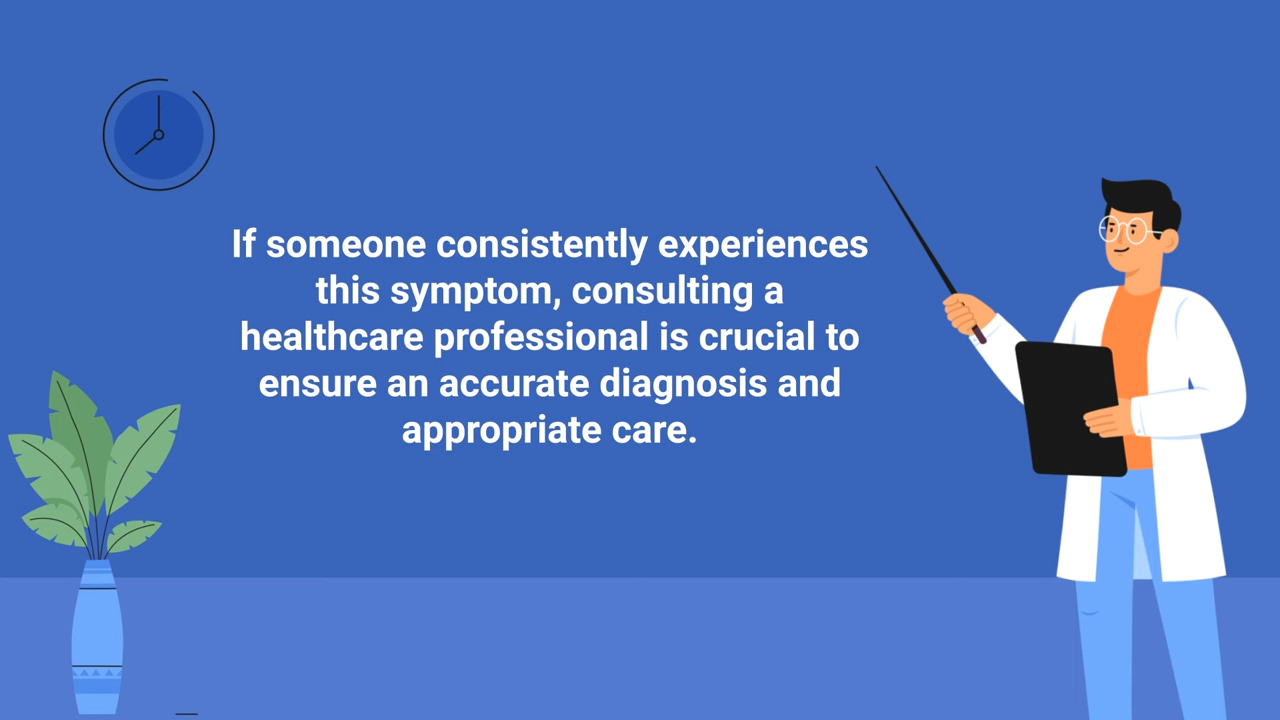 If someone consistently experiences
this symptom, consulting a
healthcare professional is crucial to
ensure an accurate diagnosis and
appropriate care.